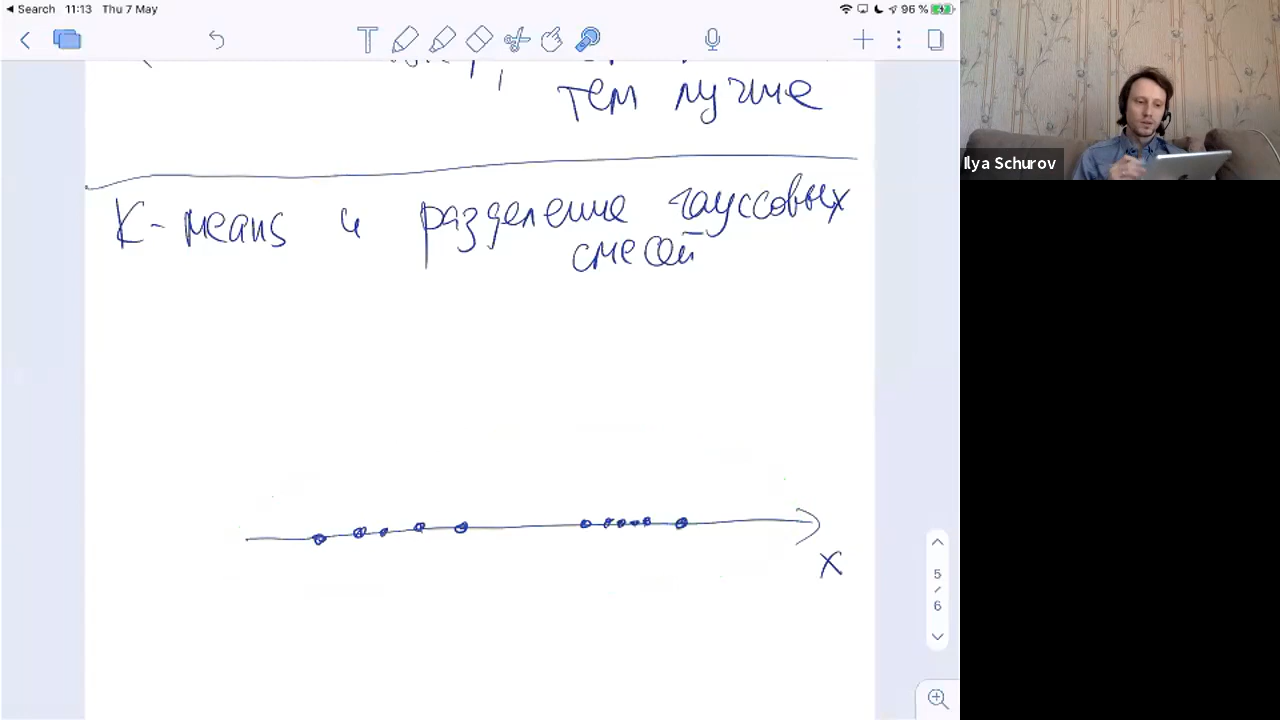 Search 11:13 Thu 7 May
96 %
T
тем лучше
K-means и разделение гауссовых
смесей
x
5
/
6
Ilya Schurov